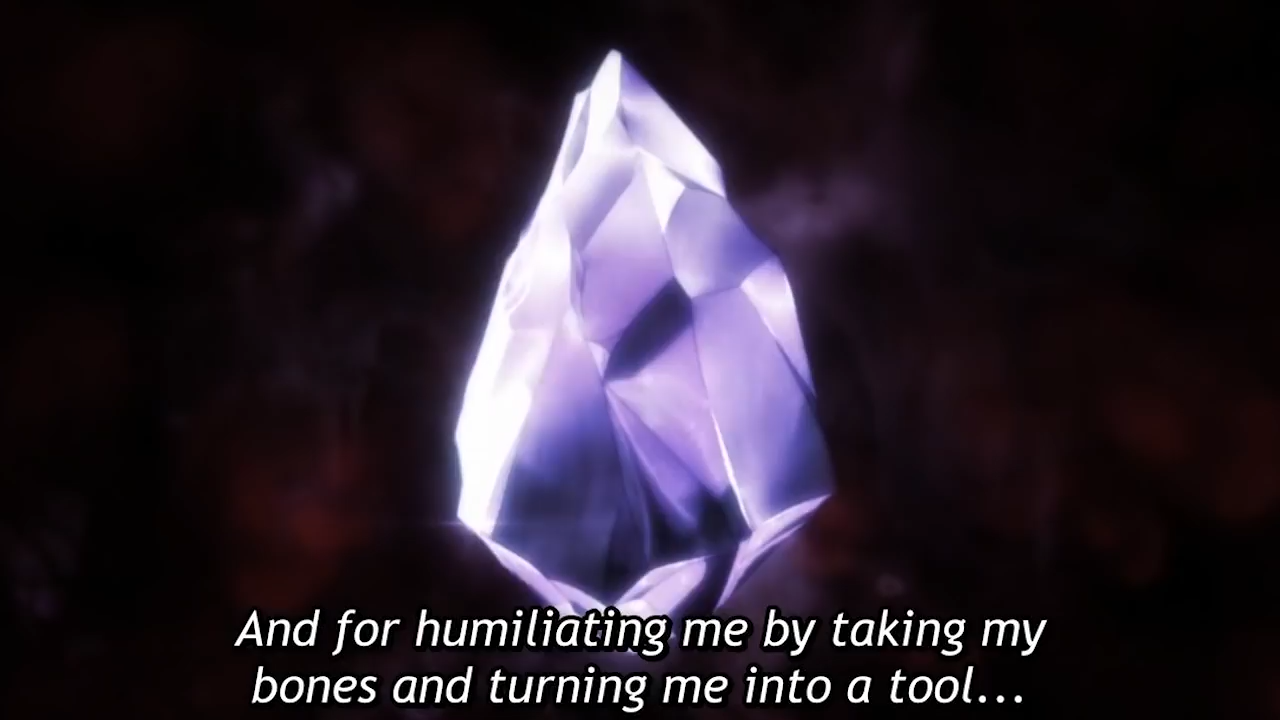 And for humiliating me by taking my
bones and turning me into a tool...